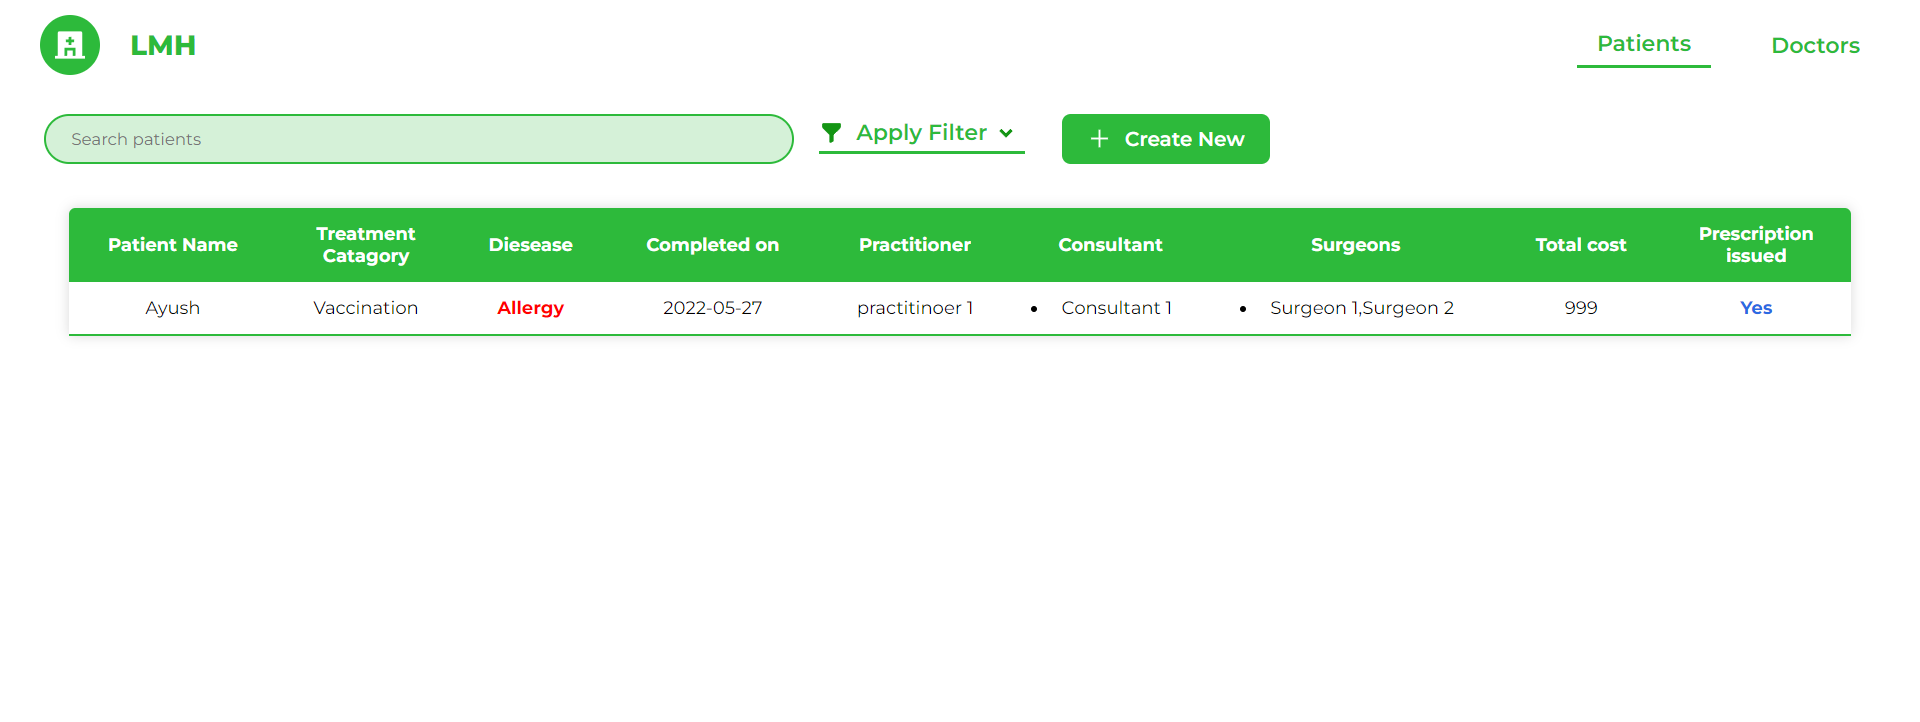 LMH
Patients
Doctors
Search patients
Apply Filter
Create New
Patient Name
Treatment
Catagory
Diesease
Completed on
Practitioner
Consultant
Surgeons
Total cost
Prescription
issued
Ayush
Vaccination
Allergy
2022-05-27
practitinoer 1
• Consultant 1
• Surgeon 1,Surgeon 2
999
Yes